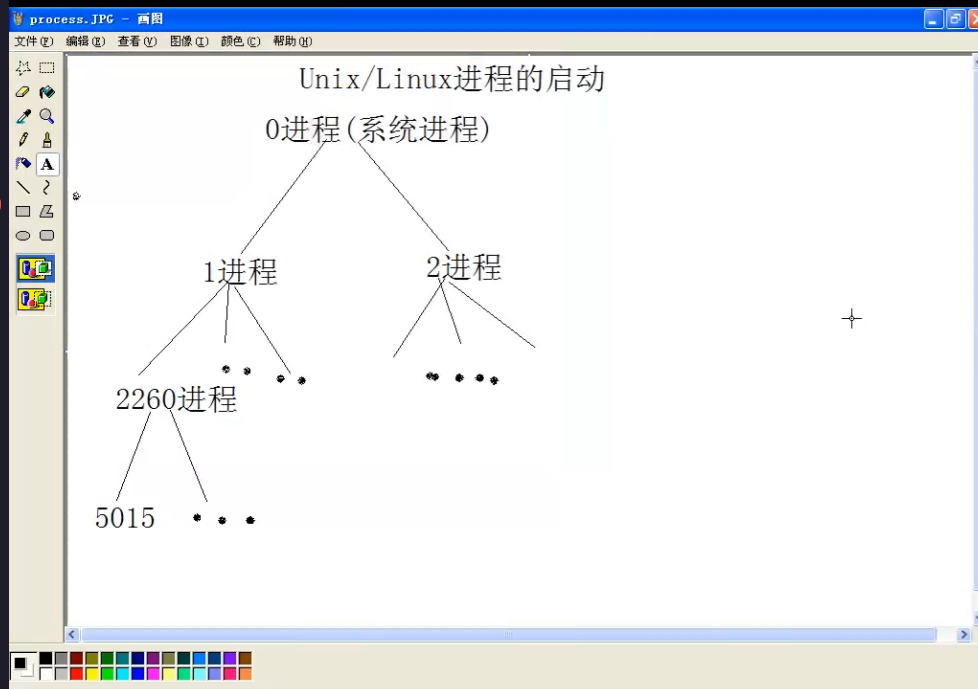 process.JPG - 画图
文件(F) 编辑(E) 查看(V) 图像(I) 颜色(C) 帮助(H)
Unix/Linux进程的启动
0进程(系统进程)
1进程 2进程
2260进程
5015